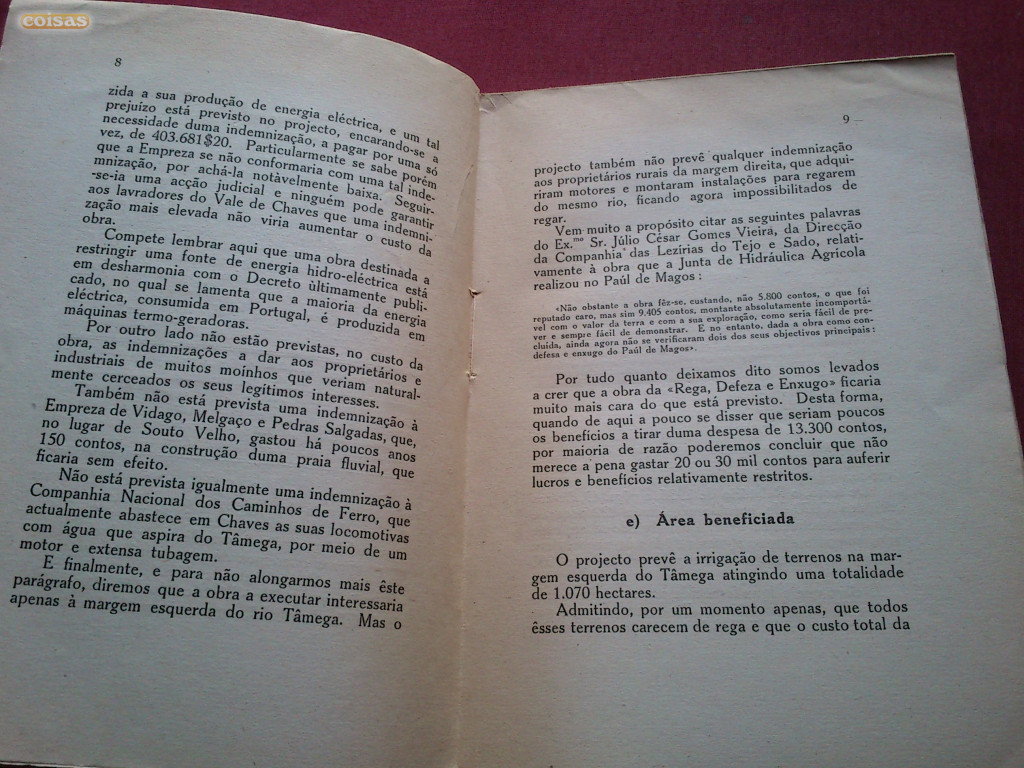 coisas
8
zida a sua produção de energia eléctrica, e um tal
prejuízo está previsto no projecto, encarando-se a
necessidade duma indemnização, a pagar por uma só
vez, de 403.681$20. Particularmente se sabe porém
que a Empreza se não conformaria com uma tal inde-
mnização, por achá-la notàvelmente baixa. Seguir-
-se-ia uma acção judicial e ninguém pode garantir
aos lavradores do Vale de Chaves que uma indemni-
zação mais elevada não viria aumentar o custo da
obra.
Compete lembrar aqui que uma obra destinada a
restringir uma fonte de energia hidro-eléctrica está
em desharmonia com o Decreto ùltimamente publi-
cado, no qual se lamenta que a maioria da energia
eléctrica, consumida em Portugal, é produzida em
máquinas termo-geradoras.
Por outro lado não estão previstas, no custo da
obra, as indemnizações a dar aos proprietários e
industriais de muitos moínhos que veriam natural-
mente cerceados os seus legítimos interesses.
Também não está prevista uma indemnização à
Empreza de Vidago, Melgaço e Pedras Salgadas, que,
no lugar de Souto Velho, gastou há poucos anos
150 contos, na construção duma praia fluvial, que
ficaria sem efeito.
Não está prevista igualmente uma indemnização à
Companhia Nacional dos Caminhos de Ferro, que
actualmente abastece em Chaves as suas locomotivas
com água que aspira do Tâmega, por meio de um
motor e extensa tubagem.
E finalmente, e para não alongarmos mais êste
parágrafo, diremos que a obra a executar interessaria
apenas à margem esquerda do rio Tâmega. Mas o
9 —
projecto também não prevê qualquer indemnização
aos proprietários rurais da margem direita, que adqui-
riram motores e montaram instalações para regarem
do mesmo rio, ficando agora impossibilitados de
regar.
Vem muito a propósito citar as seguintes palavras
do Ex.mo Sr. Júlio César Gomes Vieira, da Direcção
da Companhia das Lezirias do Tejo e Sado, relati-
vamente à obra que a Junta de Hidráulica Agricola
realizou no Paúl de Magos :
«Não obstante a obra fêz-se, custando, não 5.800 contos, o que foi
reputado caro, mas sim 9.405 contos, montante absolutamente incomportá-
vel com o valor da terra e com a sua exploração, como seria fácil de pre-
ver e sempre fácil de demonstrar. E no entanto, dada a obra como con-
cluída, ainda agora não se verificaram dois dos seus objectivos principais :
defesa e enxugo do Paúl de Magos».
Por tudo quanto deixamos dito somos levados
a crer que a obra da «Rega, Defeza e Enxugo» ficaria
muito mais cara do que está previsto. Desta forma,
quando de aqui a pouco se disser que seriam poucos
os benefícios a tirar duma despesa de 13.300 contos,
por maioria de razão poderemos concluir que não
merece a pena gastar 20 ou 30 mil contos para auferir
lucros e benefícios relativamente restritos.
e) Área beneficiada
O projecto prevê a irrigação de terrenos na mar-
gem esquerda do Tâmega atingindo uma totalidade
de 1.070 hectares.
Admitindo, por um momento apenas, que todos
êsses terrenos carecem de rega e que o custo total da